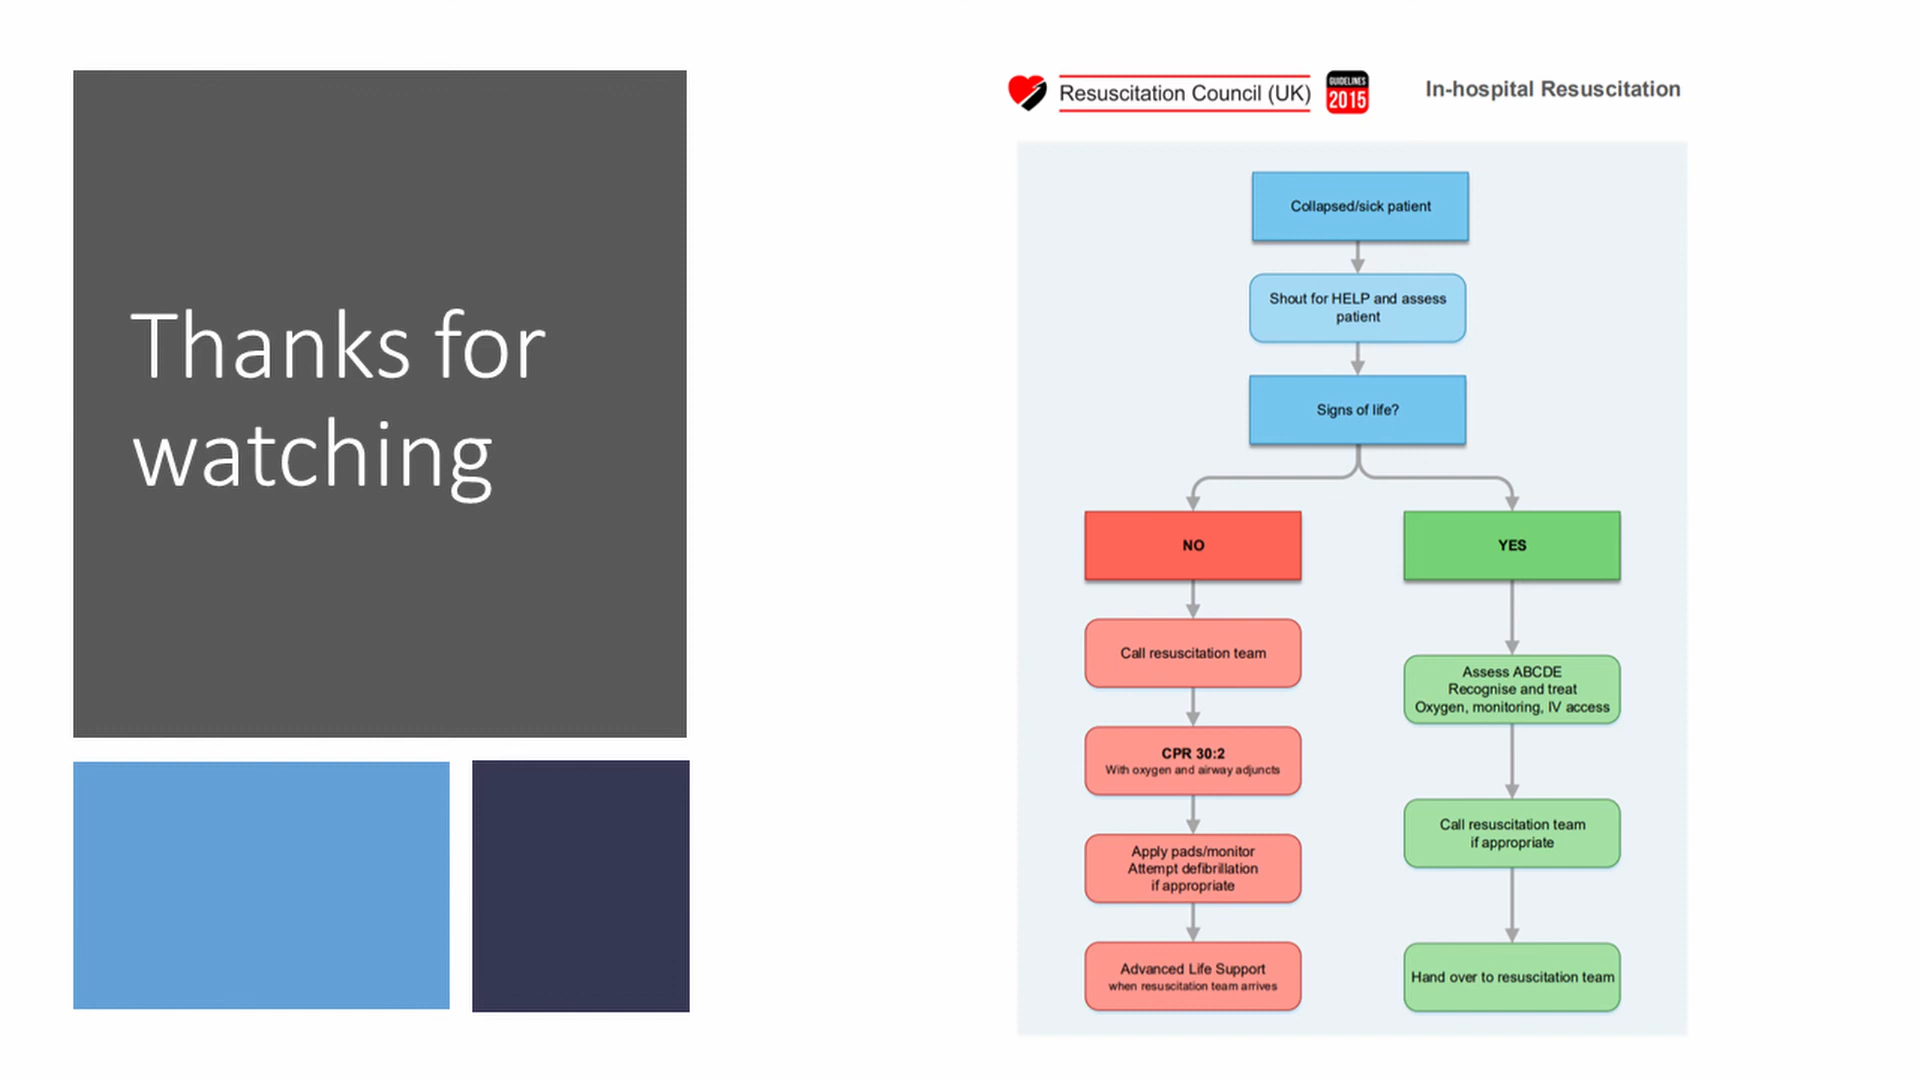 Thanks for
watching
Resuscitation Council (UK)
GUIDELINES
2015
In-hospital Resuscitation
Collapsed/sick patient
Shout for HELP and assess
patient
Signs of life?
NO
Call resuscitation team
CPR 30:2
With oxygen and airway adjuncts
Apply pads/monitor
Attempt defibrillation
if appropriate
Advanced Life Support
when resuscitation team arrives
YES
Assess ABCDE
Recognise and treat
Oxygen, monitoring, IV access
Call resuscitation team
if appropriate
Hand over to resuscitation team